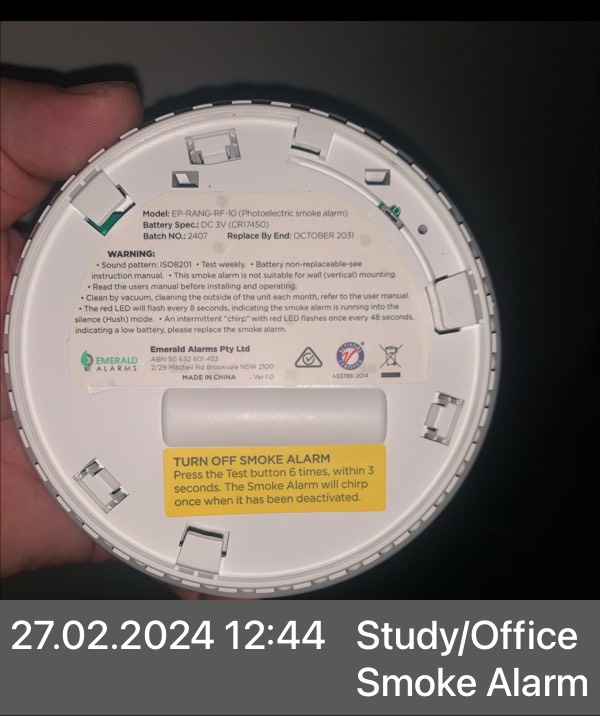 Model: EP-RANG-RF-10 (Photoelectric smoke alarm)
Battery Spec.: DC 3V (CR17450)
Batch NO.: 2407 Replace By End: OCTOBER 2031
WARNING:
• Sound pattern: ISO8201 • Test weekly. • Battery non-replaceable-see
instruction manual. • This smoke alarm is not suitable for wall (vertical) mounting.
• Read the users manual before installing and operating.
• Clean by vacuum, cleaning the outside of the unit each month, refer to the user manual.
• The red LED will flash every 8 seconds, indicating the smoke alarm is running into the
silence (Hush) mode. • An intermittent "chirp" with red LED flashes once every 48 seconds,
indicating a low battery, please replace the smoke alarm.
EMERALD
ALARMS
Emerald Alarms Pty Ltd
ABN 50 632 601 453
2/29 Mitchell Rd Brookvale NSW 2100
MADE IN CHINA Ver1.0
AS3786: 2014
TURN OFF SMOKE ALARM
Press the Test button 6 times, within 3
seconds. The Smoke Alarm will chirp
once when it has been deactivated.
27.02.2024 12:44 Study/Office
Smoke Alarm